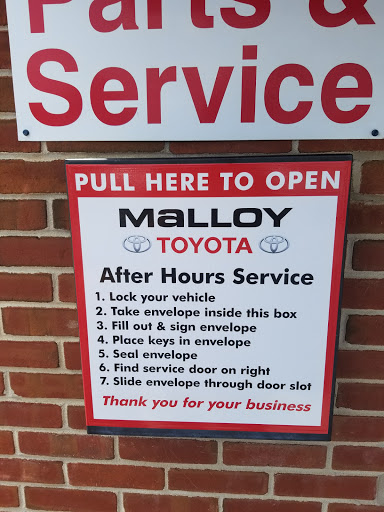 Parts &
Service
PULL HERE TO OPEN
MaLLOY
TOYOTA
After Hours Service
1. Lock your vehicle
2. Take envelope inside this box
3. Fill out & sign envelope
4. Place keys in envelope
5. Seal envelope
6. Find service door on right
7. Slide envelope through door slot
Thank you for your business